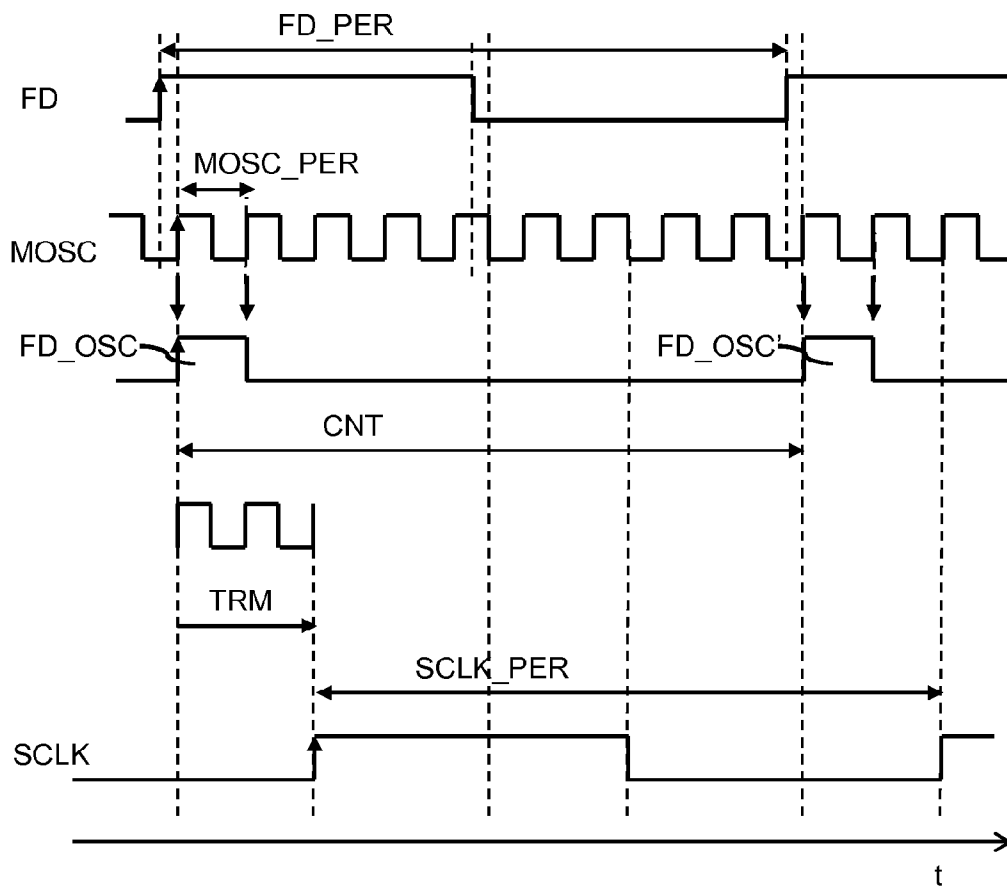 FD_PER
FD
MOSC_PER
MOSC
FD_OSC
FD_OSC'
CNT
TRM
SCLK_PER
SCLK
t